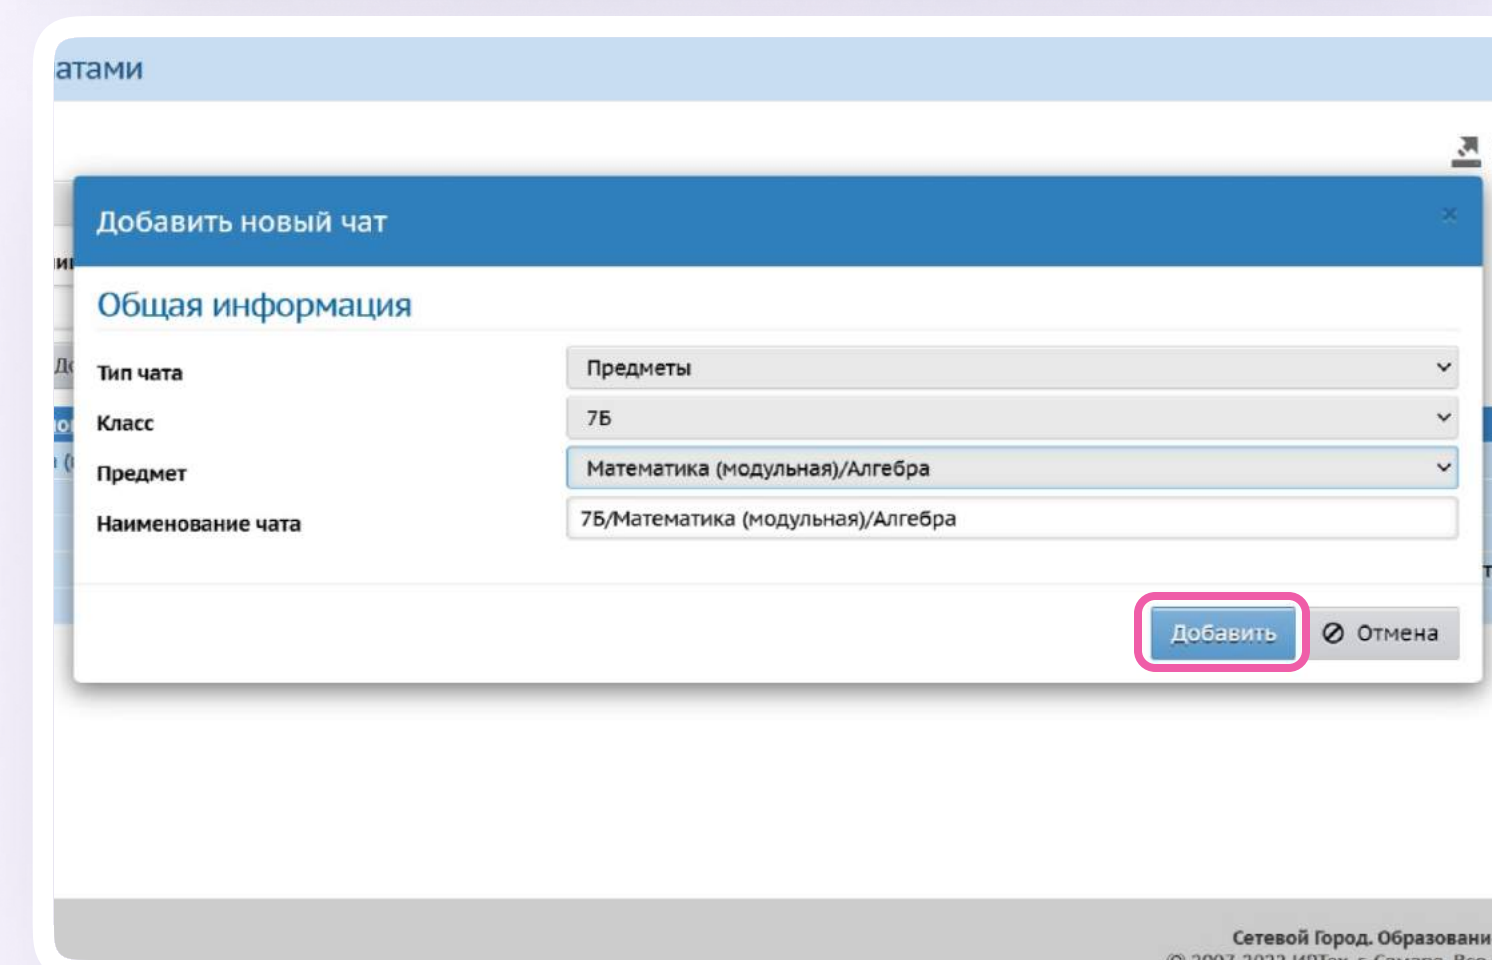 атами
Добавить новый чат
Общая информация
Тип чата
Предметы
Класс
7Б
Предмет
Математика (модульная)/Алгебра
Наименование чата
7Б/Математика (модульная)/Алгебра
Добавить
Отмена
Сетевой Город. Образовани